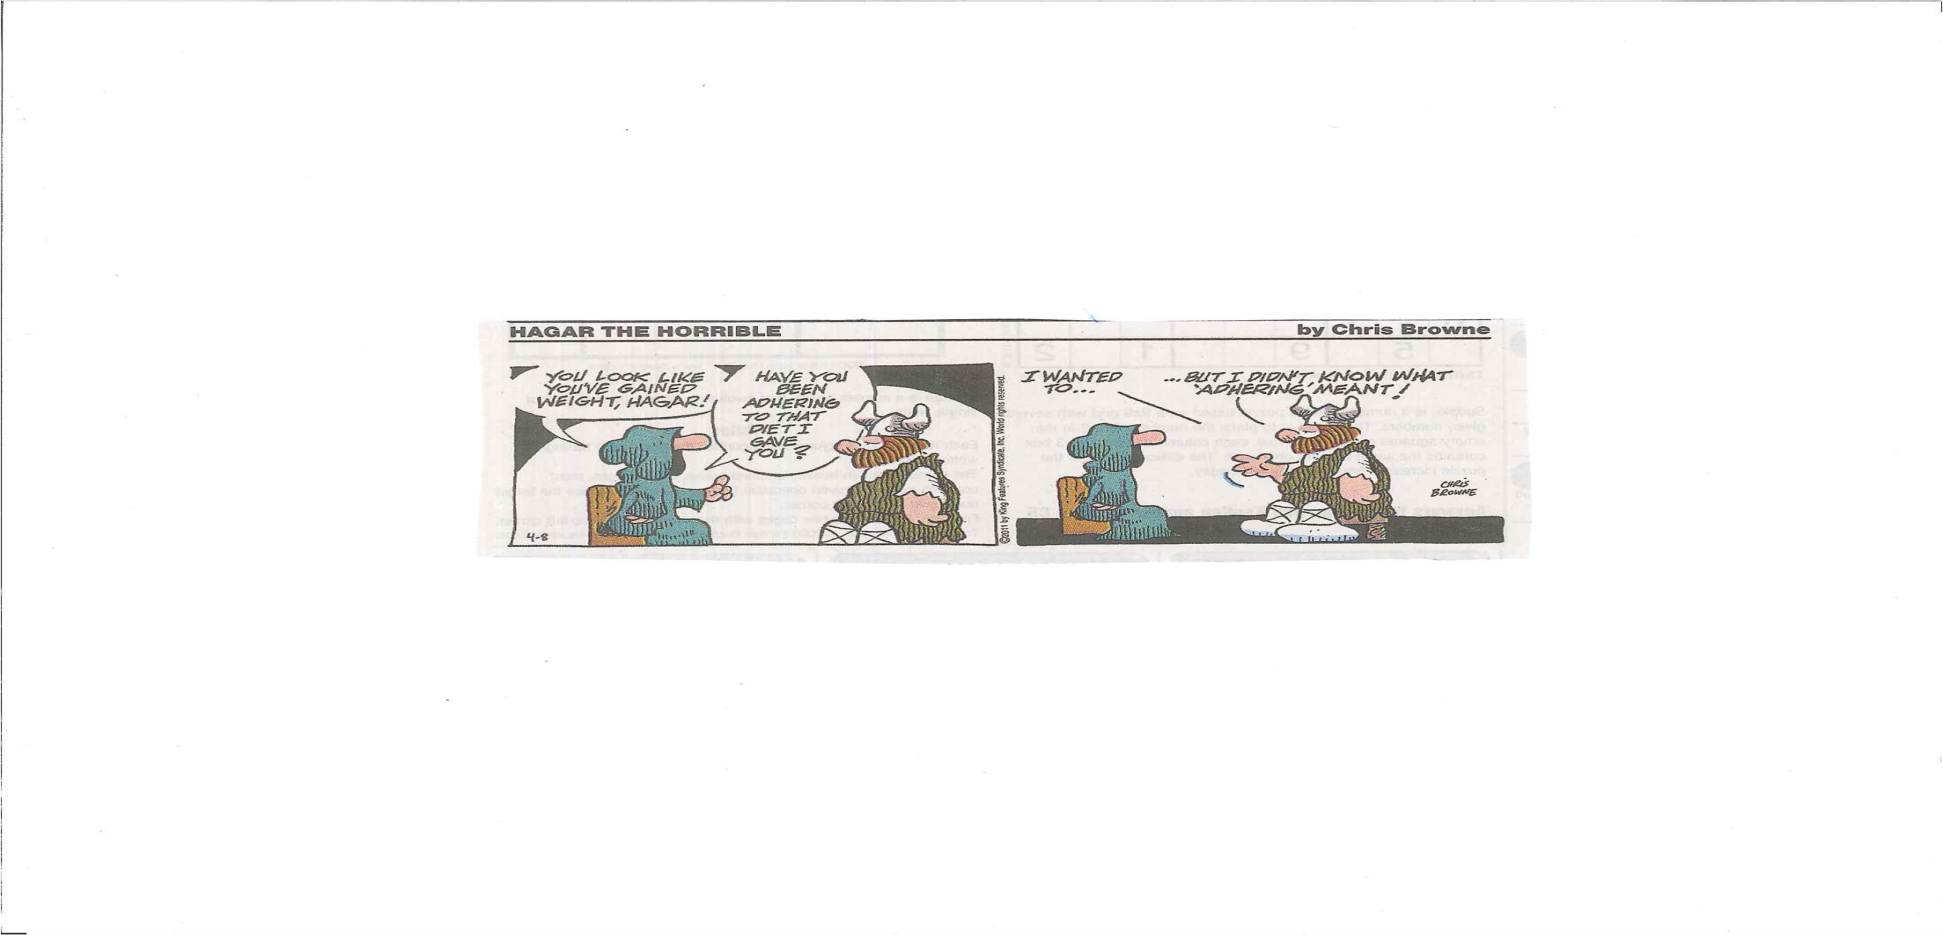 HAGAR THE HORRIBLE
by Chris Browne
YOU LOOK LIKE
YOU'VE GAINED
WEIGHT, HAGAR!
HAVE YOU
BEEN
ADHERING
TO THAT
DIET I
GAVE
YOU?
4-8
©2011 by King Features Syndicate, Inc. World rights reserved.
I WANTED
TO...
...BUT I DIDN'T KNOW WHAT
'ADHERING' MEANT!
CHRIS
BROWNE